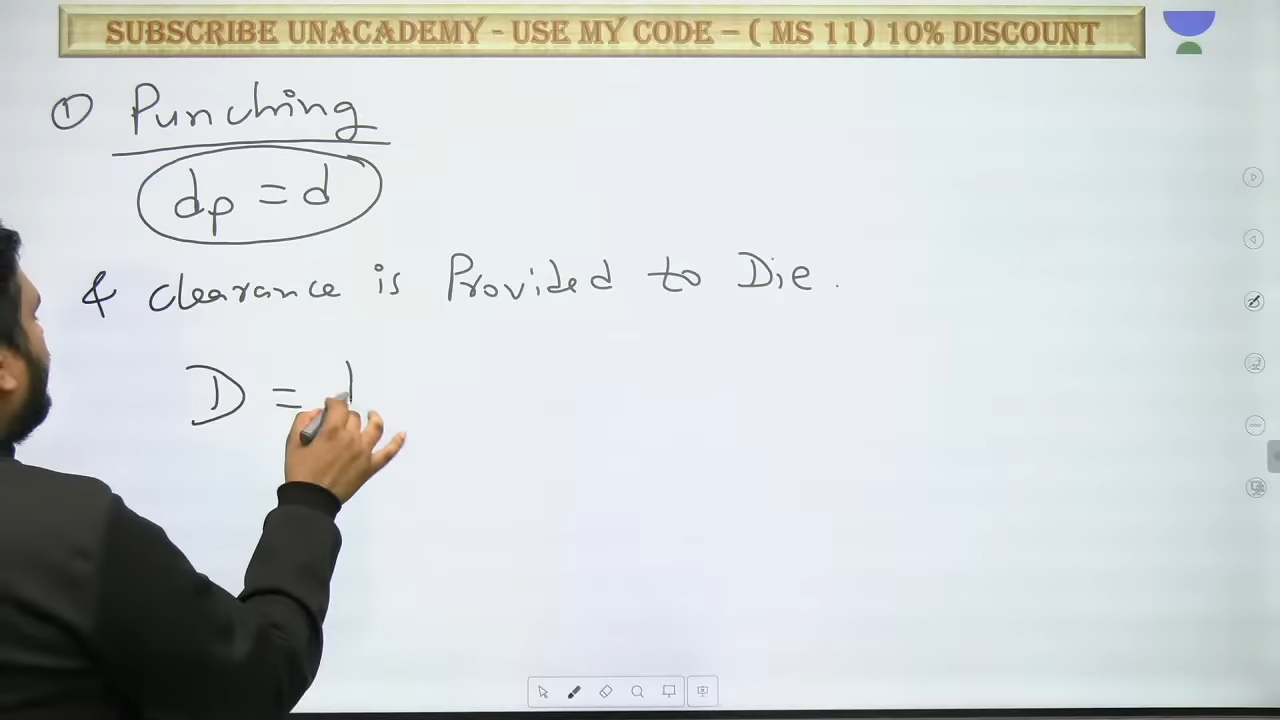 SUBSCRIBE UNACADEMY - USE MY CODE – ( MS 11) 10% DISCOUNT
① Punching
dp = d
& clearance is Provided to Die.
D =